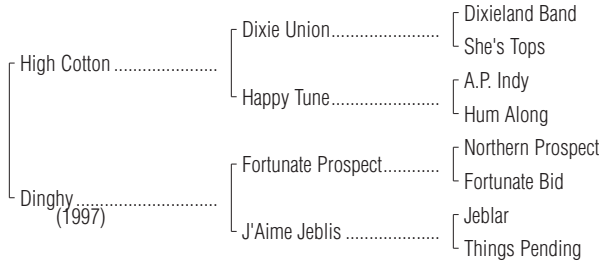 Dixieland Band
Dixie Union......................
She's Tops
High Cotton .....................
A.P. Indy
Happy Tune......................
Hum Along
Northern Prospect
Fortunate Prospect............
Fortunate Bid
Dinghy.............................
(1997)
Jeblar
J'Aime Jeblis ...................
Things Pending